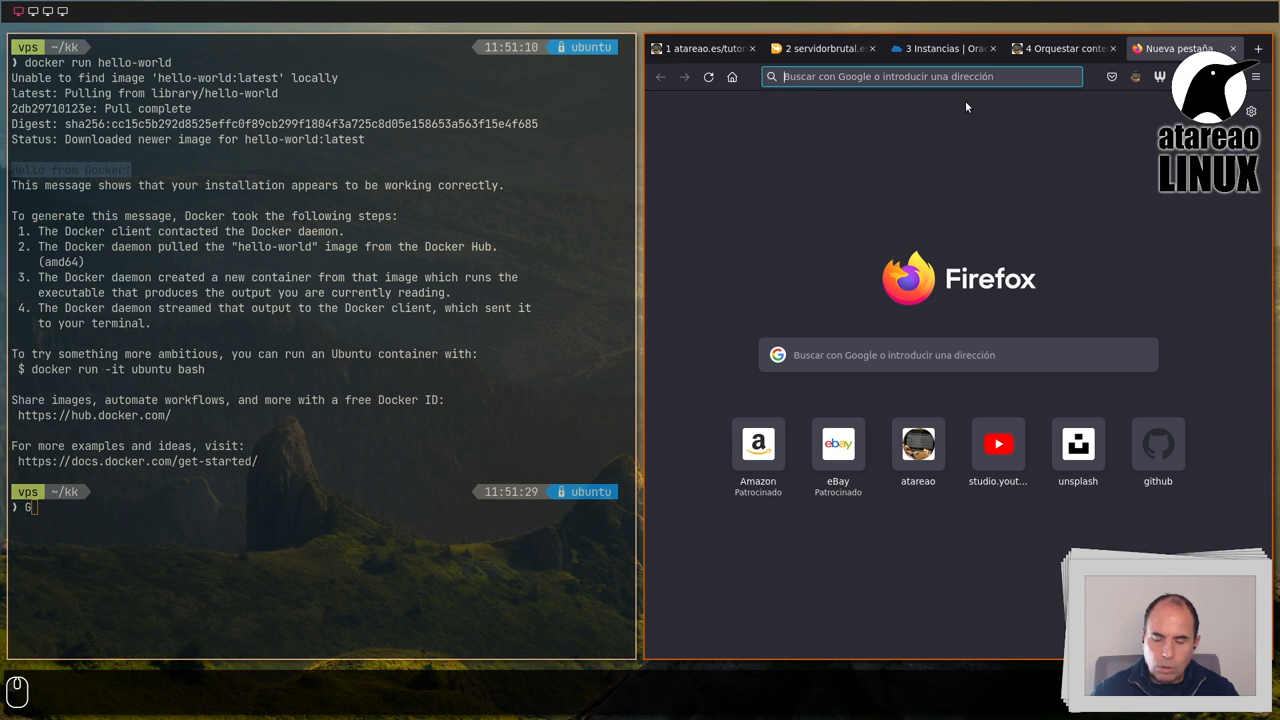 vps ~/kk 11:51:10 ubuntu
❯ docker run hello-world
Unable to find image 'hello-world:latest' locally
latest: Pulling from library/hello-world
2db29710123e: Pull complete
Digest: sha256:cc15c5b292d8525effc0f89cb299f1804f3a725c8d05e158653a563f15e4f685
Status: Downloaded newer image for hello-world:latest
Hello from Docker!
This message shows that your installation appears to be working correctly.
To generate this message, Docker took the following steps:
1. The Docker client contacted the Docker daemon.
2. The Docker daemon pulled the "hello-world" image from the Docker Hub.
(amd64)
3. The Docker daemon created a new container from that image which runs the
executable that produces the output you are currently reading.
4. The Docker daemon streamed that output to the Docker client, which sent it
to your terminal.
To try something more ambitious, you can run an Ubuntu container with:
$ docker run -it ubuntu bash
Share images, automate workflows, and more with a free Docker ID:
https://hub.docker.com/
For more examples and ideas, visit:
https://docs.docker.com/get-started/
vps ~/kk 11:51:29 ubuntu
❯ G
1 atareao.es/tutor
2 servidorbrutal.es
3 Instancias | Orac
4 Orquestar conte
Nueva pestaña
Buscar con Google o introducir una dirección
atareao
LINUX
Firefox
Buscar con Google o introducir una dirección
Amazon
Patrocinado
eBay
Patrocinado
atareao
studio.yout...
unsplash
github